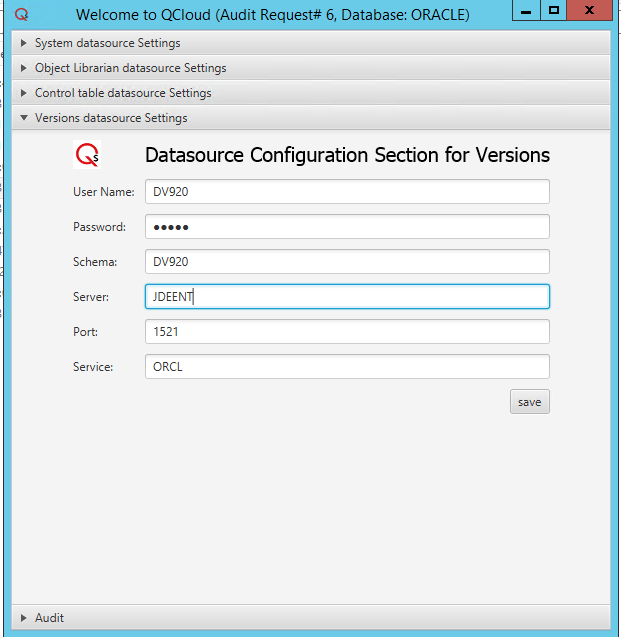 Welcome to QCloud (Audit Request# 6, Database: ORACLE)
System datasource Settings
Object Librarian datasource Settings
Control table datasource Settings
Versions datasource Settings
Qs Datasource Configuration Section for Versions
User Name: DV920
Password: •••••
Schema: DV920
Server: JDEENT
Port: 1521
Service: ORCL
save
Audit